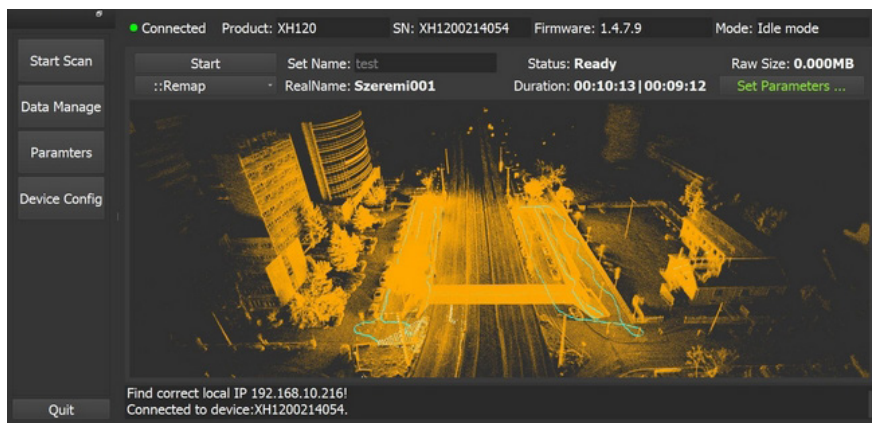 Connected Product: XH120 SN: XH1200214054 Firmware: 1.4.7.9 Mode: Idle mode
Start Scan
Data Manage
Paramters
Device Config
Quit
Start Set Name: test Status: Ready Raw Size: 0.000MB
::Remap RealName: Szeremi001 Duration: 00:10:13|00:09:12 Set Parameters ...
Find correct local IP 192.168.10.216!
Connected to device:XH1200214054.